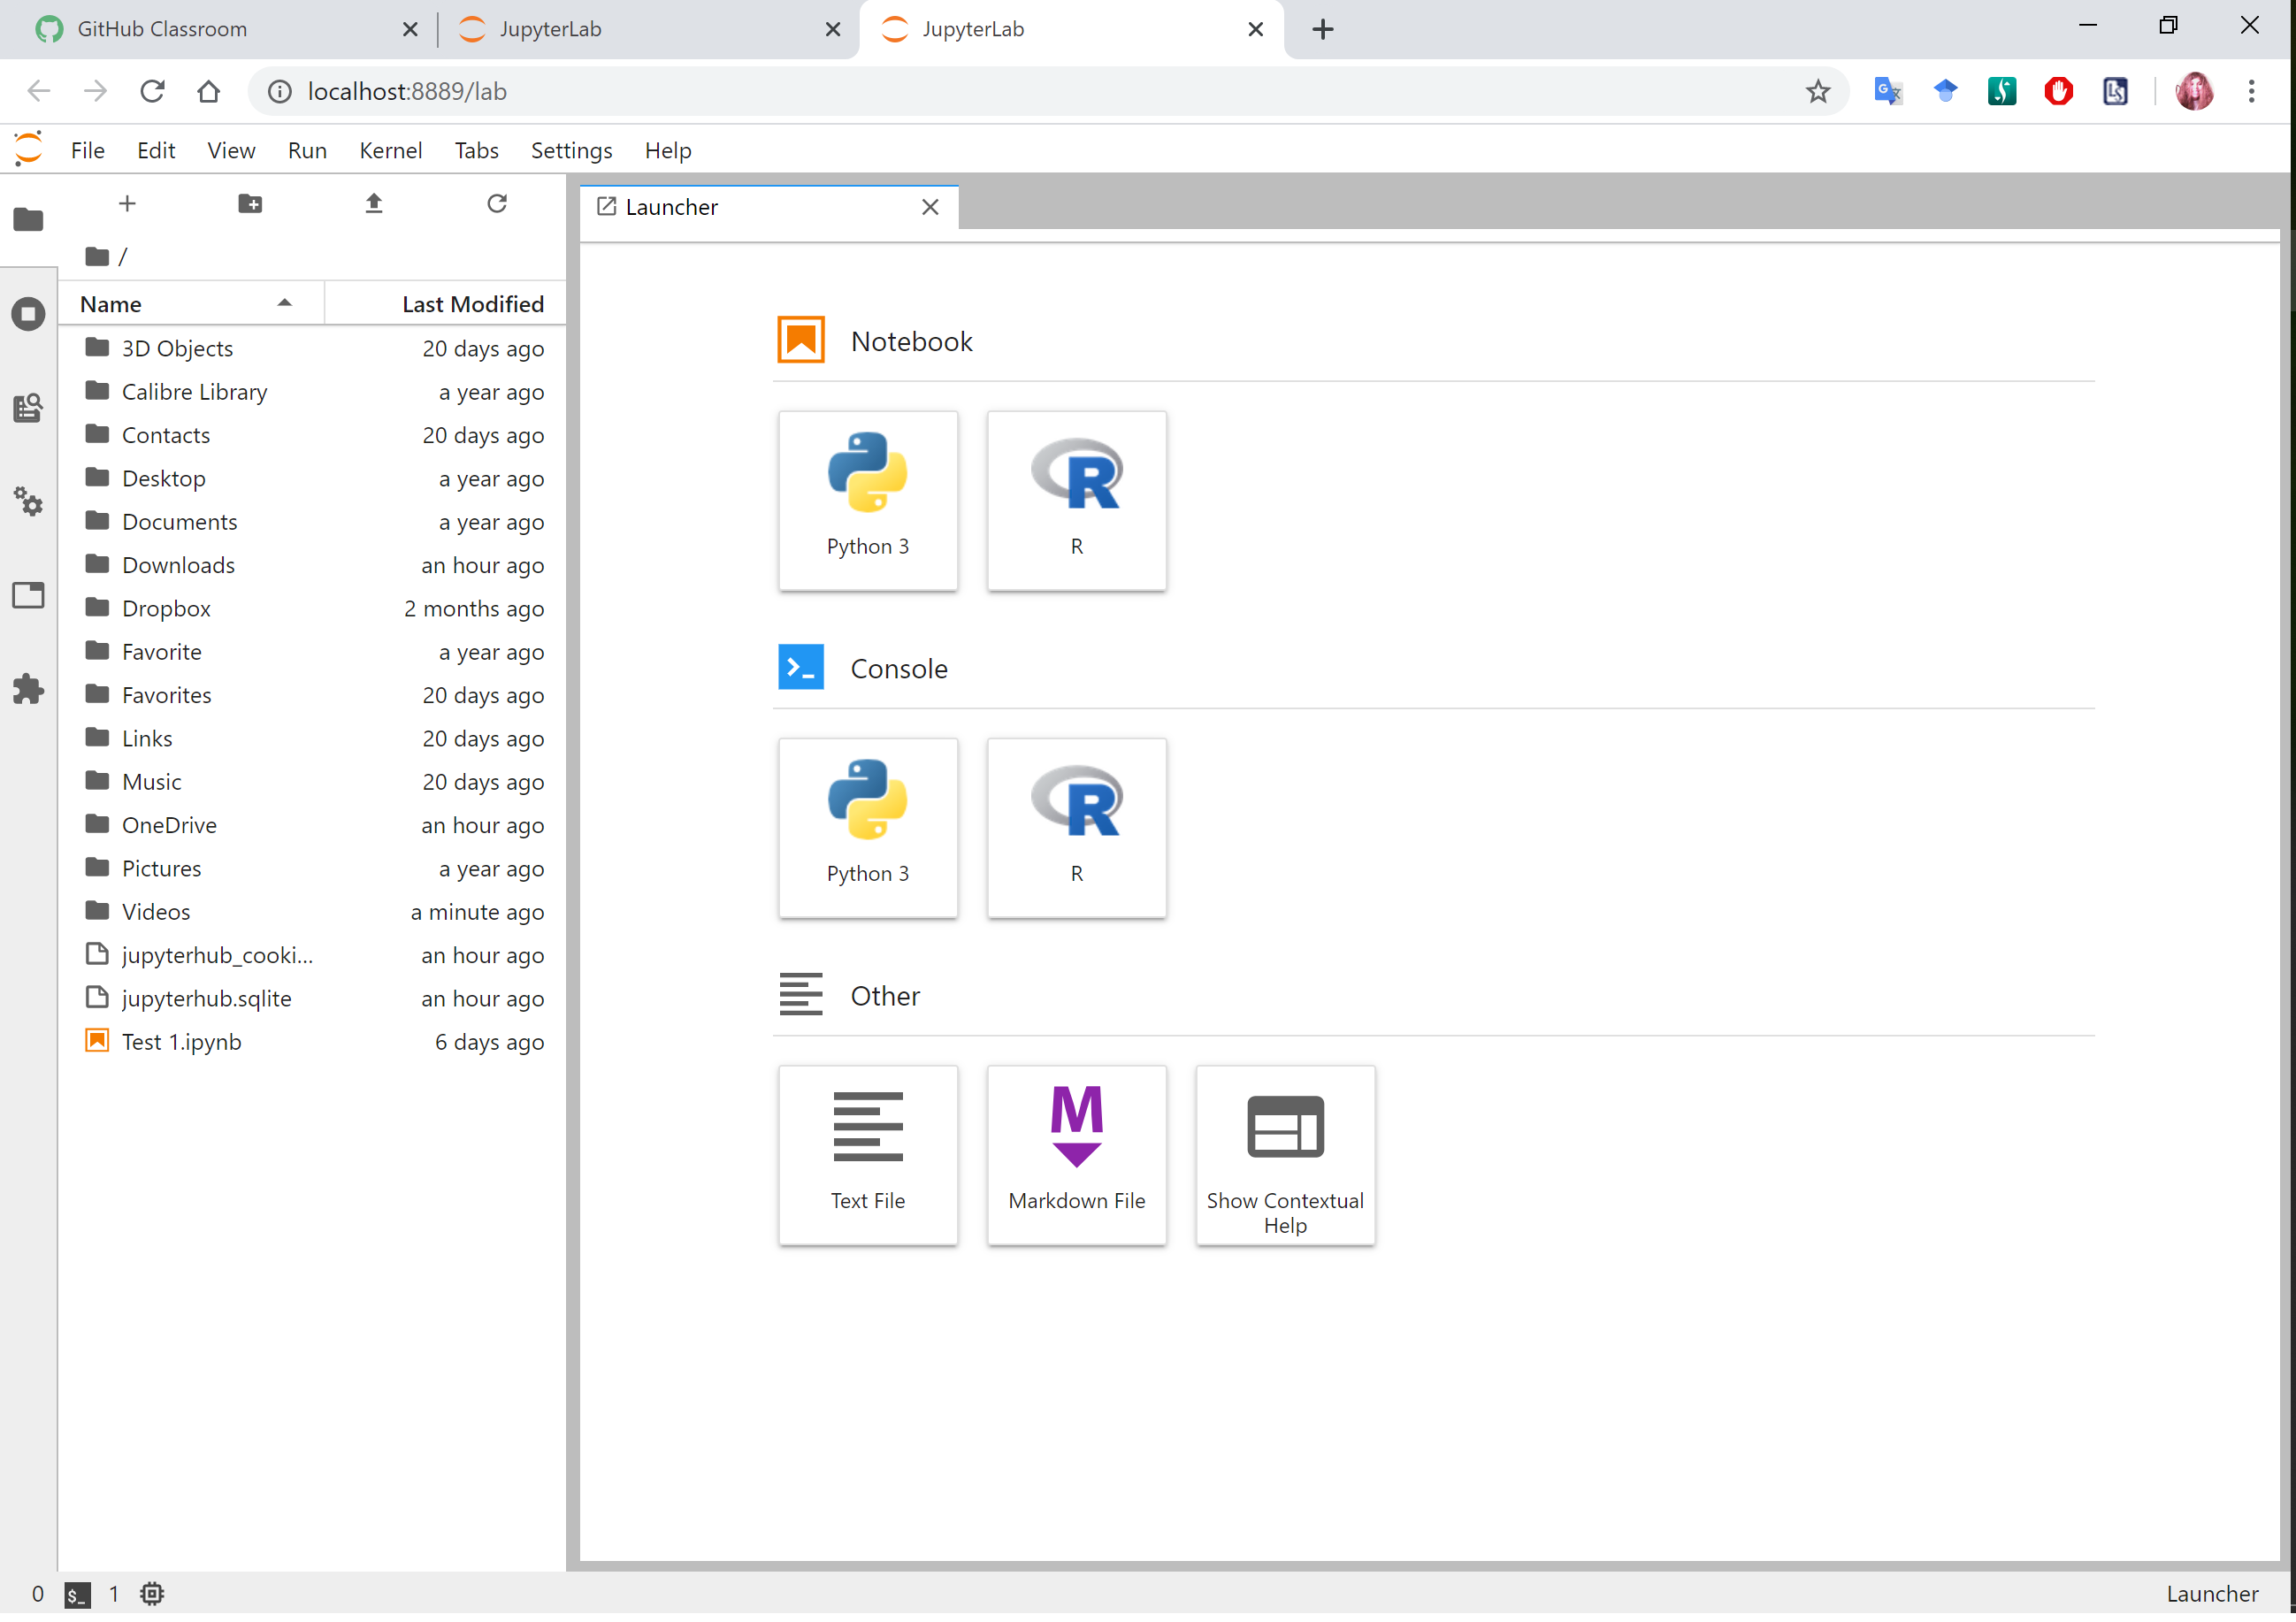 GitHub Classroom
JupyterLab
JupyterLab
localhost:8889/lab
File Edit View Run Kernel Tabs Settings Help
/
Name Last Modified
3D Objects 20 days ago
Calibre Library a year ago
Contacts 20 days ago
Desktop a year ago
Documents a year ago
Downloads an hour ago
Dropbox 2 months ago
Favorite a year ago
Favorites 20 days ago
Links 20 days ago
Music 20 days ago
OneDrive an hour ago
Pictures a year ago
Videos a minute ago
jupyterhub_cooki... an hour ago
jupyterhub.sqlite an hour ago
Test 1.ipynb 6 days ago
Launcher
Notebook
Python 3
R
Console
Python 3
R
Other
Text File
M
Markdown File
Show Contextual
Help
0 $_ 1
Launcher